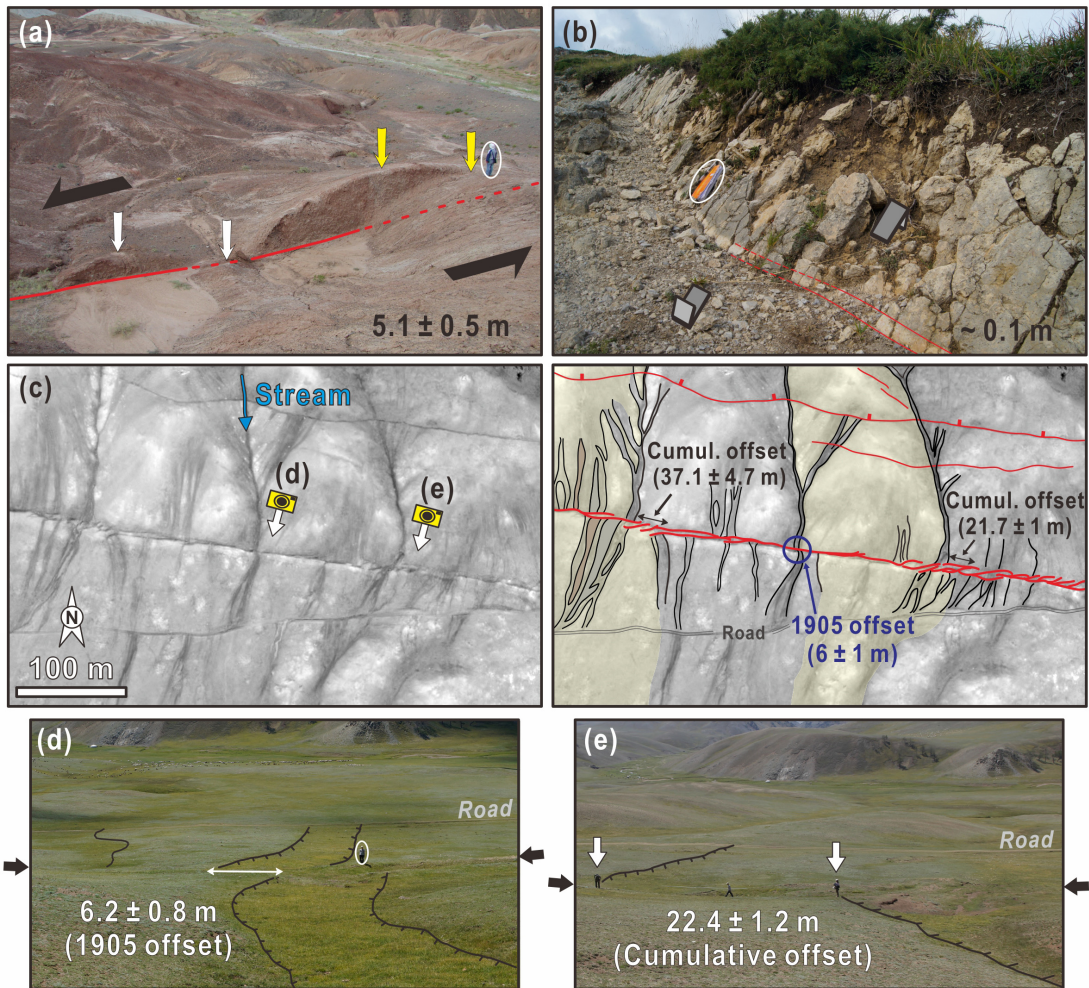 (a)
5.1 ± 0.5 m
(b)
~ 0.1 m
(c)
Stream
(d)
(e)
N
100 m
Cumul. offset
(37.1 ± 4.7 m)
Cumul. offset
(21.7 ± 1 m)
Road
1905 offset
(6 ± 1 m)
(d)
Road
6.2 ± 0.8 m
(1905 offset)
(e)
Road
22.4 ± 1.2 m
(Cumulative offset)